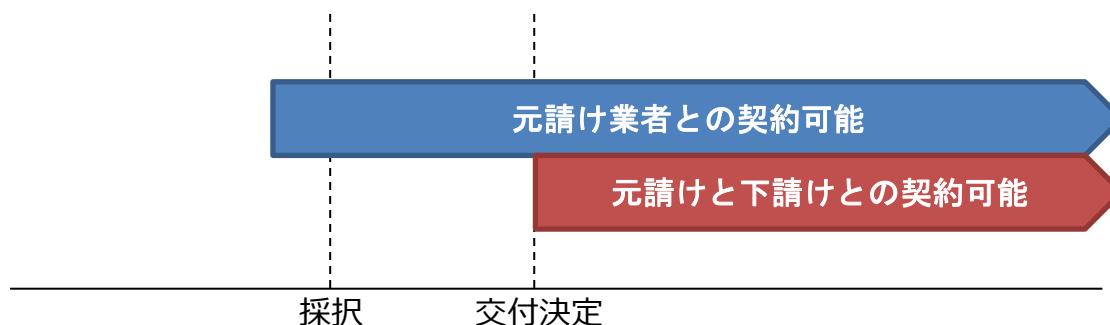 元請け業者との契約可能
元請けと下請けとの契約可能
採択
交付決定